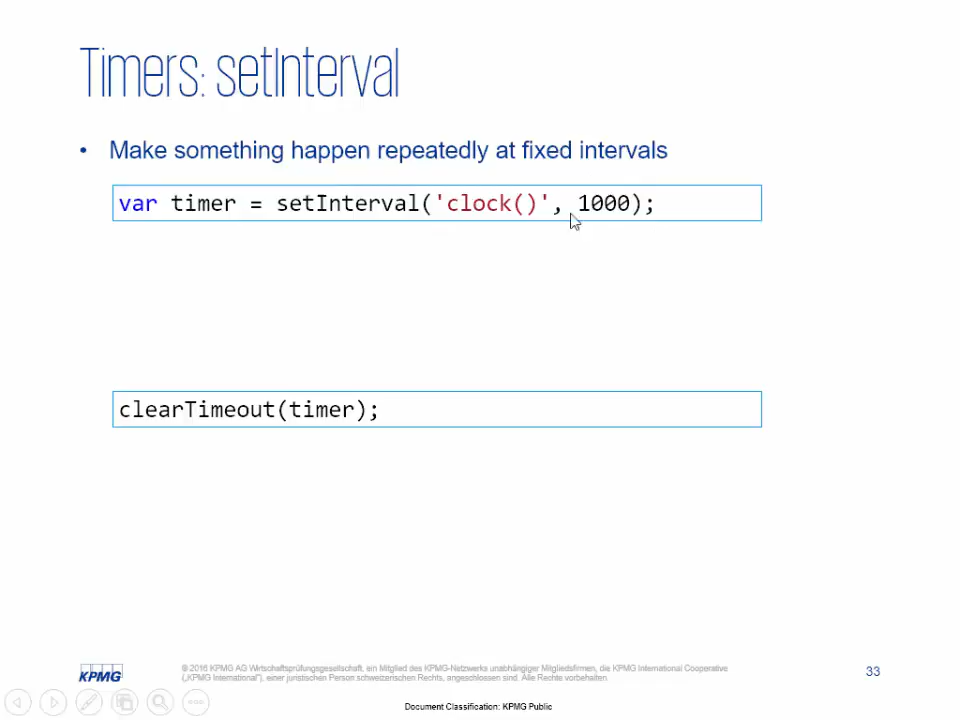 Timers: setInterval
• Make something happen repeatedly at fixed intervals
var timer = setInterval('clock()', 1000);
clearTimeout(timer);
KPMG
© 2016 KPMG AG Wirtschaftsprüfungsgesellschaft, ein Mitglied des KPMG-Netzwerks unabhängiger Mitgliedsfirmen, die KPMG International Cooperative
(„KPMG International“), einer juristischen Person schweizerischen Rechts, angeschlossen sind. Alle Rechte vorbehalten.
33
Document Classification: KPMG Public